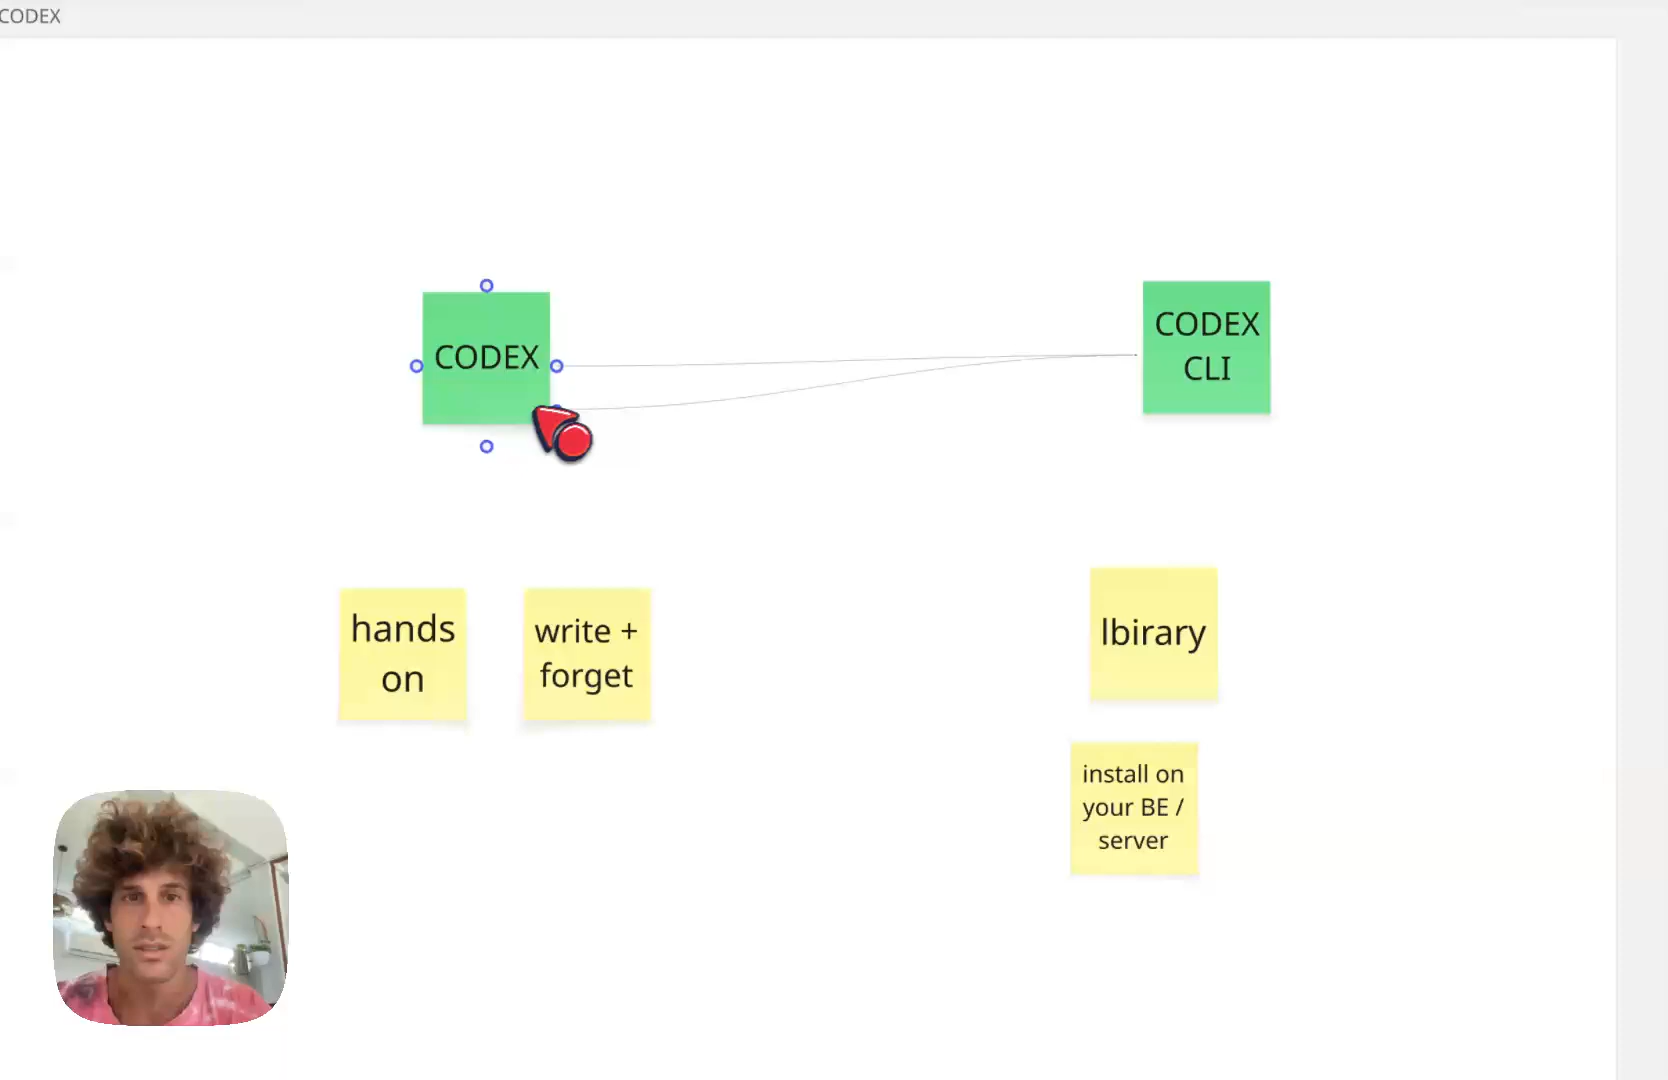 CODEX
CODEX
CODEX
CLI
hands
on
write +
forget
lbirary
install on
your BE /
server